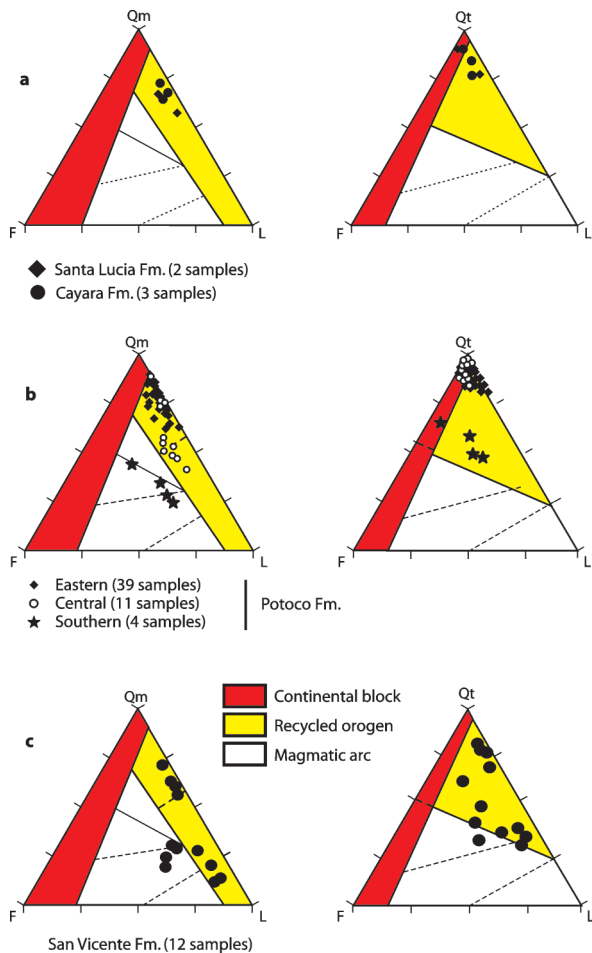 Qm
Qt
a
F
L
F
L
Santa Lucia Fm. (2 samples)
Cayara Fm. (3 samples)
Qm
Qt
b
F
L
F
L
Eastern (39 samples)
Central (11 samples)
Southern (4 samples)
Potoco Fm.
Qm
Qt
c
Continental block
Recycled orogen
Magmatic arc
F
L
F
L
San Vicente Fm. (12 samples)